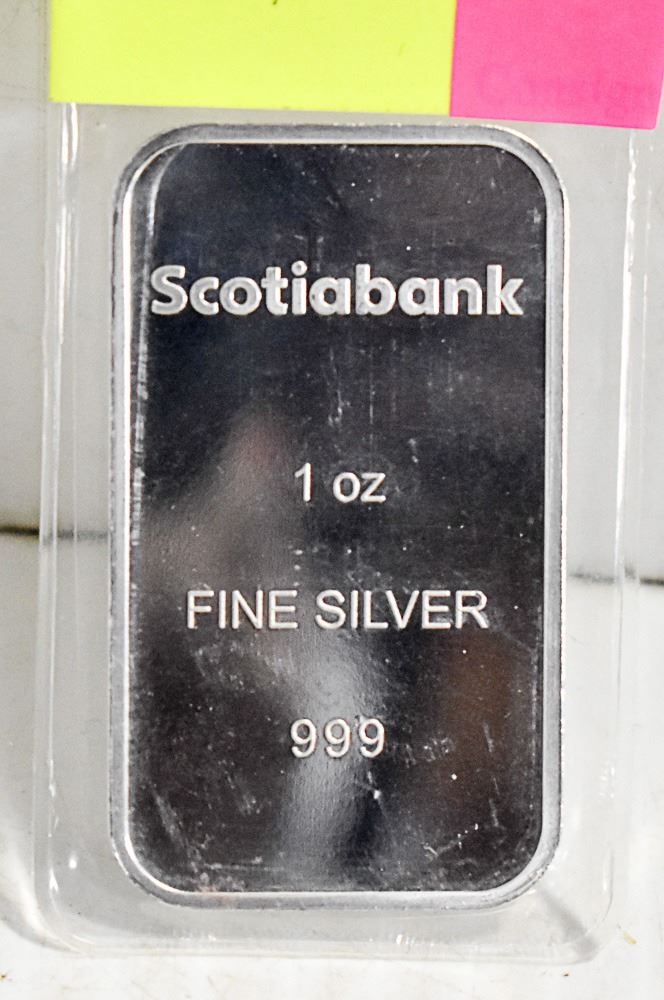 Scotiabank
1 oz
FINE SILVER
999